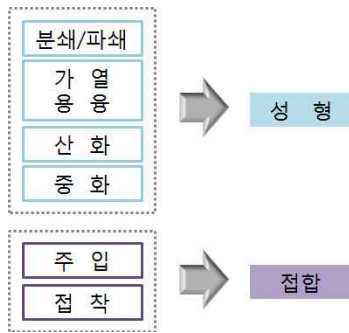 분쇄/파쇄
가 열
용 융
산 화
중 화
성 형
주 입
접 착
접합